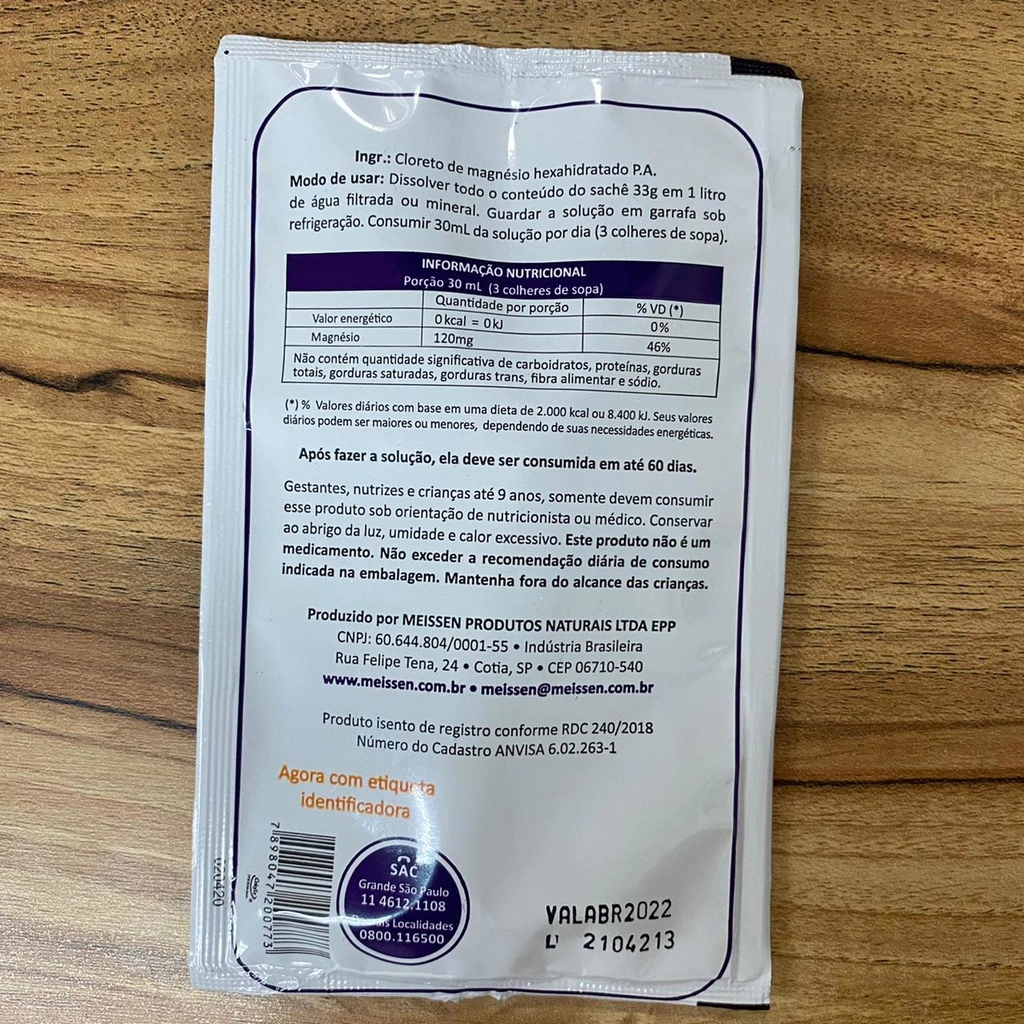 Ingr.: Cloreto de magnésio hexahidratado P.A.
Modo de usar: Dissolver todo o conteúdo do sachê 33g em 1 litro
de água filtrada ou mineral. Guardar a solução em garrafa sob
refrigeração. Consumir 30mL da solução por dia (3 colheres de sopa).
INFORMAÇÃO NUTRICIONAL
Porção 30 mL (3 colheres de sopa)
Quantidade por porção % VD (*)
Valor energético 0 kcal = 0 kJ 0%
Magnésio 120mg 46%
Não contém quantidade significativa de carboidratos, proteínas, gorduras
totais, gorduras saturadas, gorduras trans, fibra alimentar e sódio.
(*) % Valores diários com base em uma dieta de 2.000 kcal ou 8.400 kJ. Seus valores
diários podem ser maiores ou menores, dependendo de suas necessidades energéticas.
Após fazer a solução, ela deve ser consumida em até 60 dias.
Gestantes, nutrizes e crianças até 9 anos, somente devem consumir
esse produto sob orientação de nutricionista ou médico. Conservar
ao abrigo da luz, umidade e calor excessivo. Este produto não é um
medicamento. Não exceder a recomendação diária de consumo
indicada na embalagem. Mantenha fora do alcance das crianças.
Produzido por MEISSEN PRODUTOS NATURAIS LTDA EPP
CNPJ: 60.644.804/0001-55 • Indústria Brasileira
Rua Felipe Tena, 24 • Cotia, SP • CEP 06710-540
www.meissen.com.br • meissen@meissen.com.br
Produto isento de registro conforme RDC 240/2018
Número do Cadastro ANVISA 6.02.263-1
Agora com etiqueta
identificadora
7898047200773
020420
SAC
Grande São Paulo
11 4612.1108
Demais Localidades
0800.116500
VALABR2022
LT 2104213